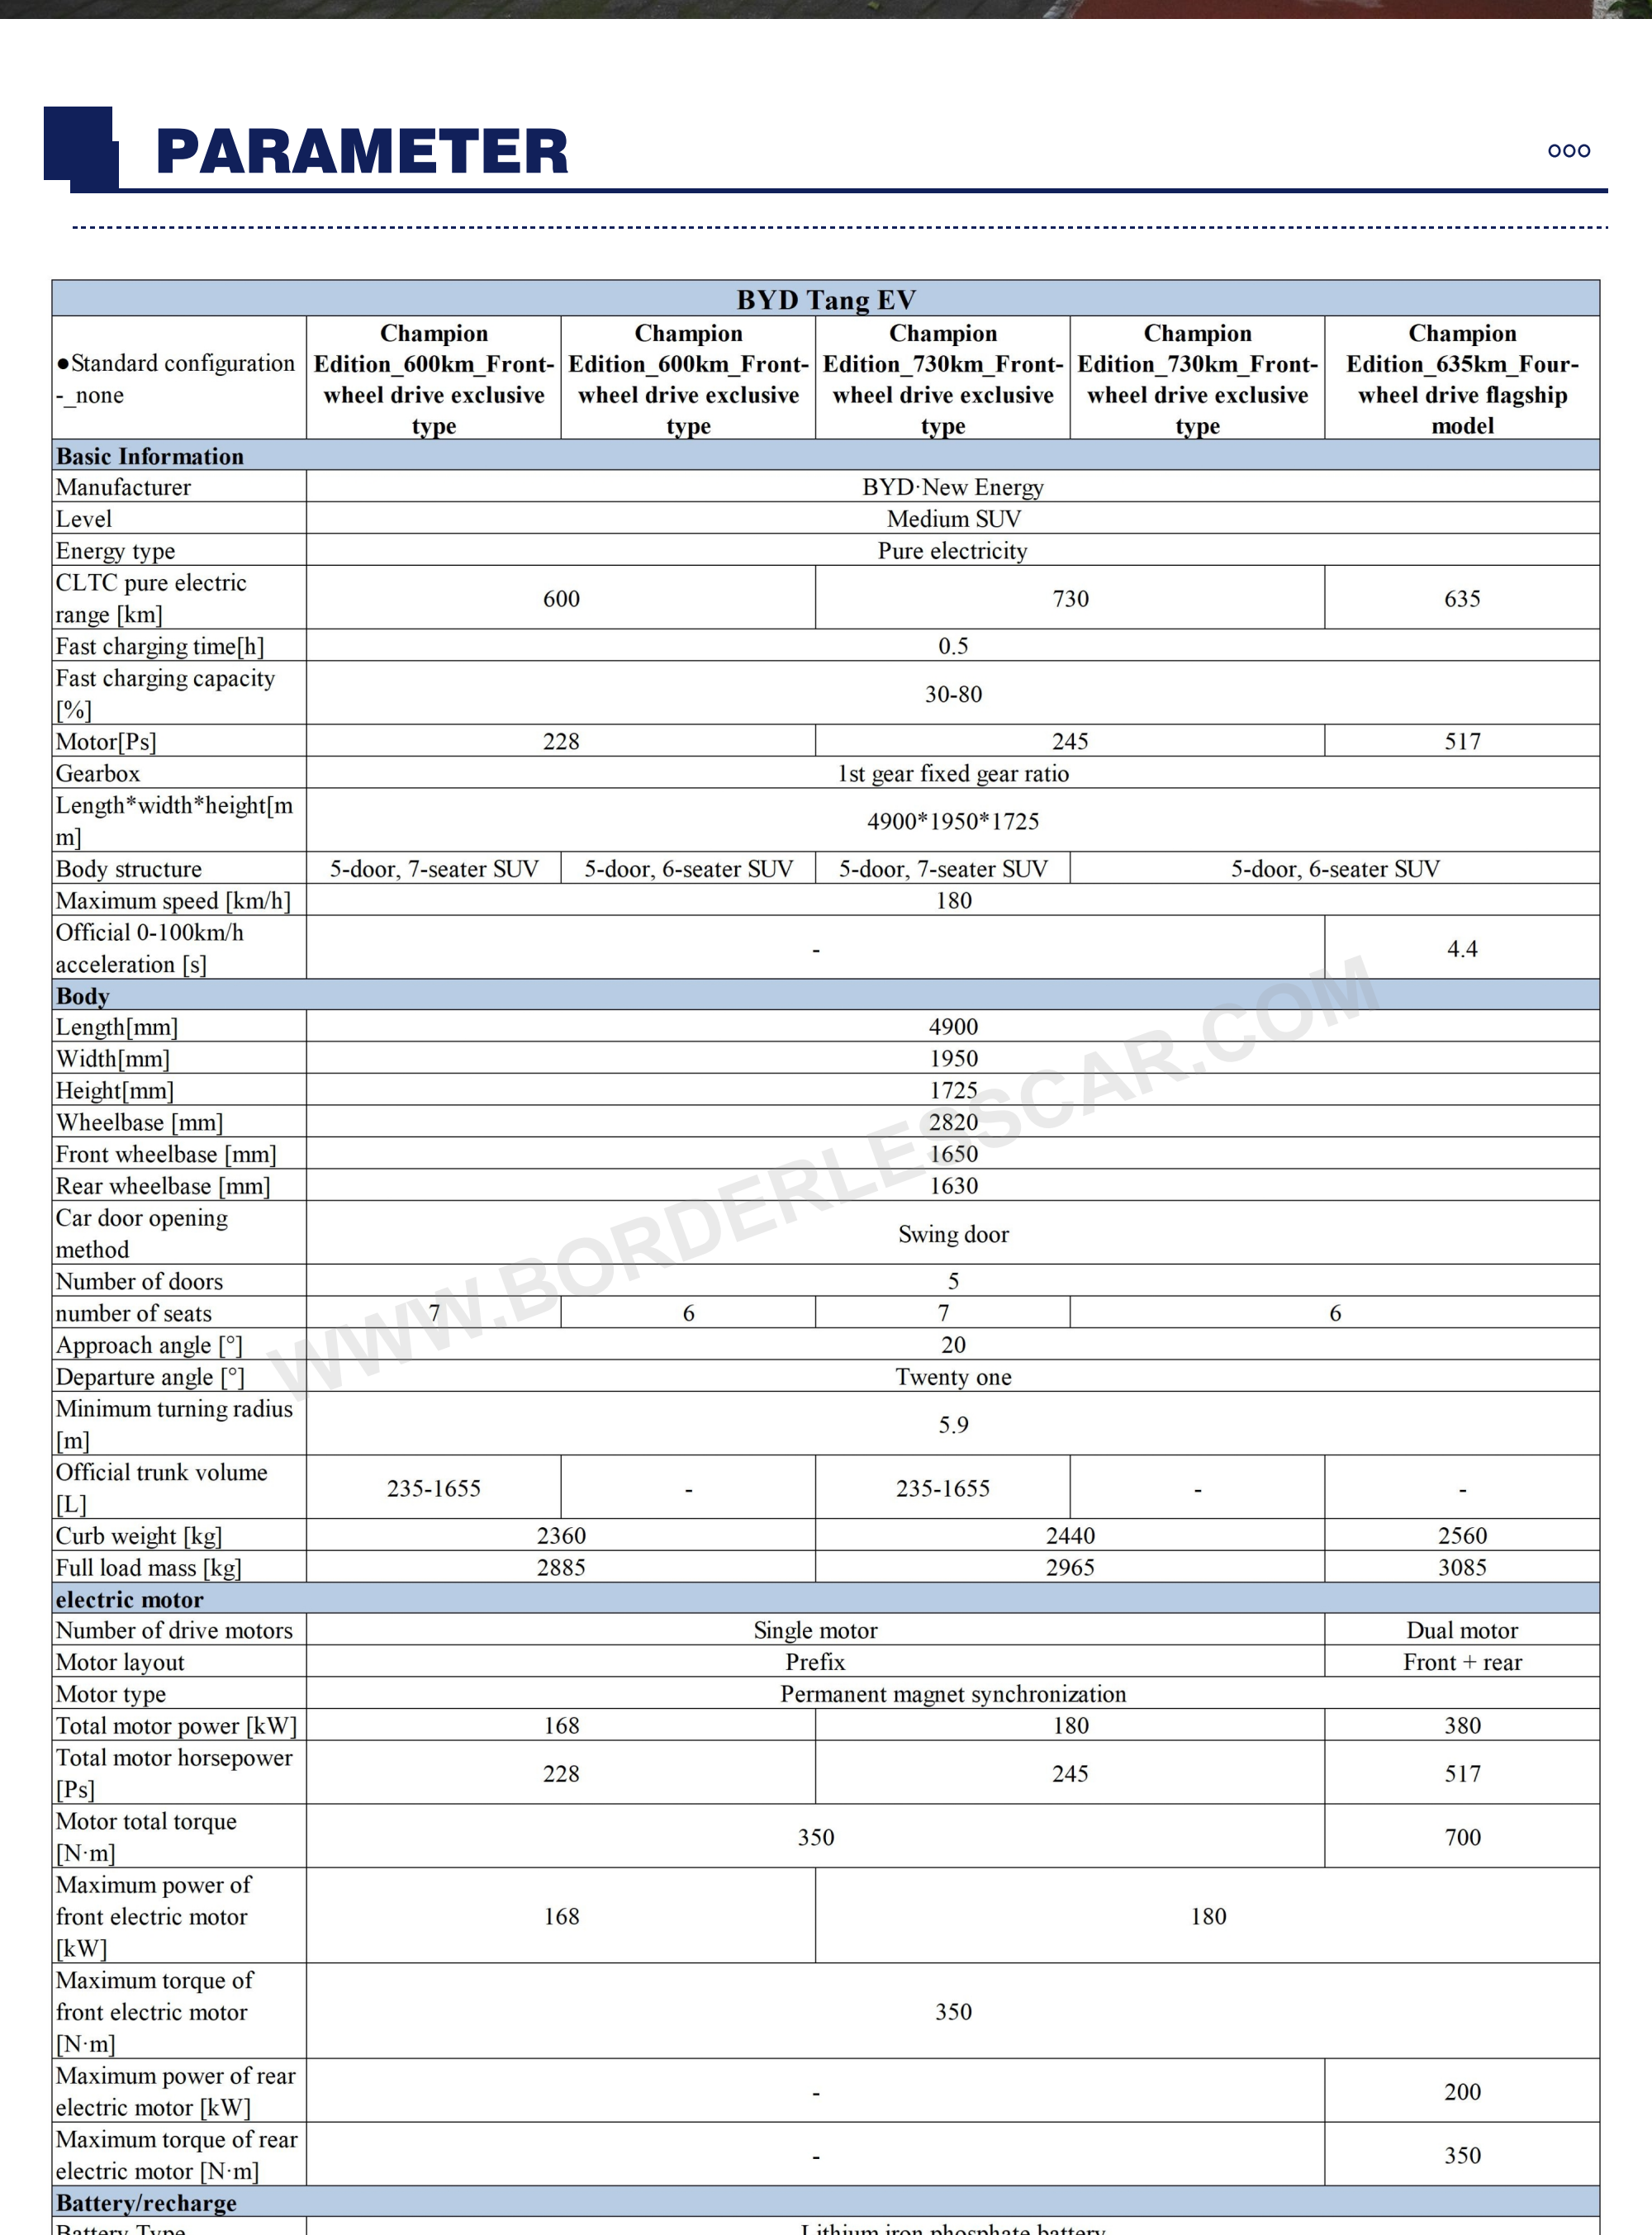 PARAMETER
BYD Tang EV
●Standard configuration
-_none
Champion
Edition_600km_Front-
wheel drive exclusive
type
Champion
Edition_600km_Front-
wheel drive exclusive
type
Champion
Edition_730km_Front-
wheel drive exclusive
type
Champion
Edition_730km_Front-
wheel drive exclusive
type
Champion
Edition_635km_Four-
wheel drive flagship
model
Basic Information
Manufacturer BYD·New Energy
Level Medium SUV
Energy type Pure electricity
CLTC pure electric
range [km] 600 730 635
Fast charging time[h] 0.5
Fast charging capacity
[%] 30-80
Motor[Ps] 228 245 517
Gearbox 1st gear fixed gear ratio
Length*width*height[m
m] 4900*1950*1725
Body structure 5-door, 7-seater SUV 5-door, 6-seater SUV 5-door, 7-seater SUV 5-door, 6-seater SUV
Maximum speed [km/h] 180
Official 0-100km/h
acceleration [s] - 4.4
Body
Length[mm] 4900
Width[mm] 1950
Height[mm] 1725
Wheelbase [mm] 2820
Front wheelbase [mm] 1650
Rear wheelbase [mm] 1630
Car door opening
method Swing door
Number of doors 5
number of seats 7 6 7 6
Approach angle [°] 20
Departure angle [°] Twenty one
Minimum turning radius
[m] 5.9
Official trunk volume
[L] 235-1655 - 235-1655 - -
Curb weight [kg] 2360 2440 2560
Full load mass [kg] 2885 2965 3085
electric motor
Number of drive motors Single motor Dual motor
Motor layout Prefix Front + rear
Motor type Permanent magnet synchronization
Total motor power [kW] 168 180 380
Total motor horsepower
[Ps] 228 245 517
Motor total torque
[N·m] 350 700
Maximum power of
front electric motor
[kW] 168 180
Maximum torque of
front electric motor
[N·m] 350
Maximum power of rear
electric motor [kW] - 200
Maximum torque of rear
electric motor [N·m] - 350
Battery/recharge
Battery Type Lithium iron phosphate battery
WWW.BORDERLESSCAR.COM